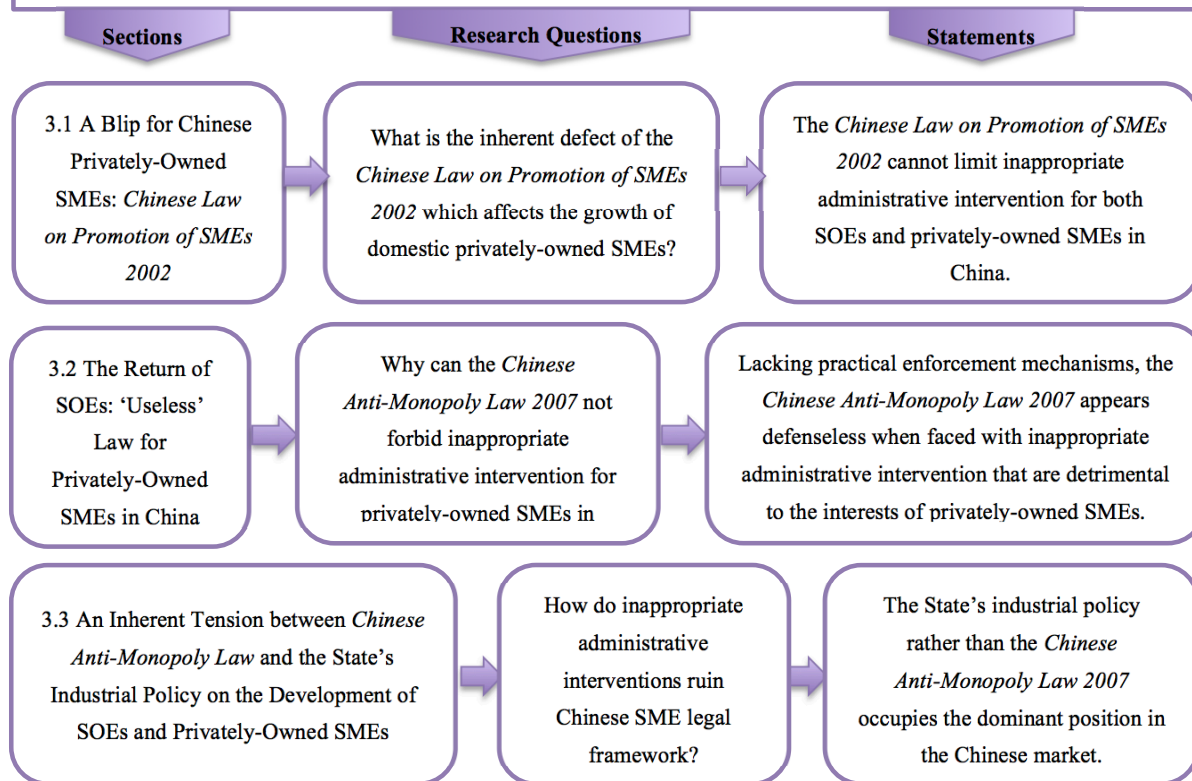 Sections
Research Questions
Statements
3.1 A Blip for Chinese
Privately-Owned
SMEs: Chinese Law
on Promotion of SMEs
2002
What is the inherent defect of the
Chinese Law on Promotion of SMEs
2002 which affects the growth of
domestic privately-owned SMEs?
The Chinese Law on Promotion of SMEs
2002 cannot limit inappropriate
administrative intervention for both
SOEs and privately-owned SMEs in
China.
3.2 The Return of
SOEs: ‘Useless’
Law for
Privately-Owned
SMEs in China
Why can the Chinese
Anti-Monopoly Law 2007 not
forbid inappropriate
administrative intervention for
privately-owned SMEs in
Lacking practical enforcement mechanisms, the
Chinese Anti-Monopoly Law 2007 appears
defenseless when faced with inappropriate
administrative intervention that are detrimental
to the interests of privately-owned SMEs.
3.3 An Inherent Tension between Chinese
Anti-Monopoly Law and the State’s
Industrial Policy on the Development of
SOEs and Privately-Owned SMEs
How do inappropriate
administrative
interventions ruin
Chinese SME legal
framework?
The State’s industrial policy
rather than the Chinese
Anti-Monopoly Law 2007
occupies the dominant position in
the Chinese market.